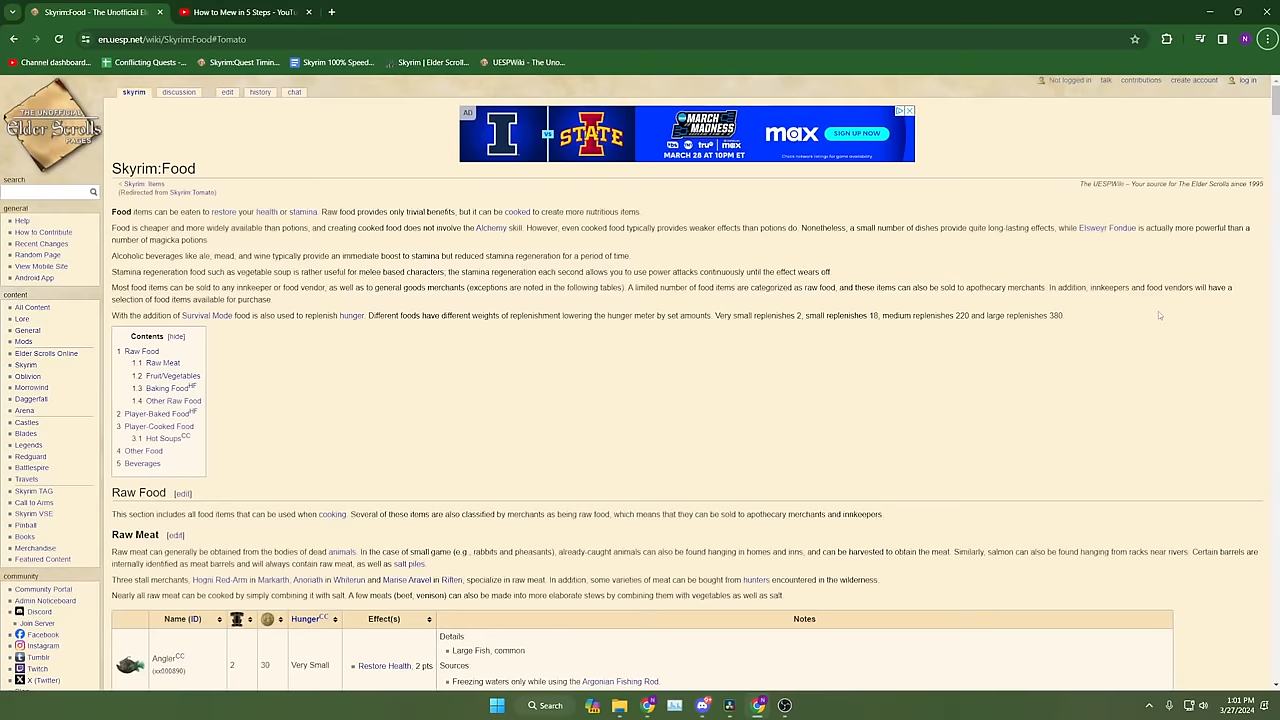 Skyrim:Food - The Unofficial El
How to Mew in 5 Steps - YouT
en.uesp.net/wiki/Skyrim:Food#Tomato
Channel dashboard...
Conflicting Quests -...
Skyrim:Quest Timin...
Skyrim 100% Speed...
Skyrim | Elder Scroll...
UESPWiki - The Uno...
Not logged in talk contributions create account log in
skyrim discussion edit history chat
THE UNOFFICIAL
Elder Scrolls
PAGES
AD
VS
STATE
MARCH MADNESS
tbs tnt truTV max
MARCH 28 AT 10PM ET
max
SIGN UP NOW
Check network listings for game availability.
Skyrim:Food
< Skyrim: Items
(Redirected from Skyrim:Tomato)
The UESPWiki – Your source for The Elder Scrolls since 1995
search
general
Help
How to Contribute
Recent Changes
Random Page
View Mobile Site
Android App
content
All Content
Lore
General
Mods
Elder Scrolls Online
Skyrim
Oblivion
Morrowind
Daggerfall
Arena
Castles
Blades
Legends
Redguard
Battlespire
Travels
Skyrim TAG
Call to Arms
Skyrim VSE
Pinball
Books
Merchandise
Featured Content
community
Community Portal
Admin Noticeboard
Discord
Join Server
Facebook
Instagram
Tumblr
Twitch
X (Twitter)
Food items can be eaten to restore your health or stamina. Raw food provides only trivial benefits, but it can be cooked to create more nutritious items.
Food is cheaper and more widely available than potions, and creating cooked food does not involve the Alchemy skill. However, even cooked food typically provides weaker effects than potions do. Nonetheless, a small number of dishes provide quite long-lasting effects, while Elsweyr Fondue is actually more powerful than a
number of magicka potions
Alcoholic beverages like ale, mead, and wine typically provide an immediate boost to stamina but reduced stamina regeneration for a period of time.
Stamina regeneration food such as vegetable soup is rather useful for melee based characters; the stamina regeneration each second allows you to use power attacks continuously until the effect wears off.
Most food items can be sold to any innkeeper or food vendor, as well as to general goods merchants (exceptions are noted in the following tables). A limited number of food items are categorized as raw food, and these items can also be sold to apothecary merchants. In addition, innkeepers and food vendors will have a
selection of food items available for purchase.
With the addition of Survival Mode food is also used to replenish hunger. Different foods have different weights of replenishment lowering the hunger meter by set amounts. Very small replenishes 2, small replenishes 18, medium replenishes 220 and large replenishes 380.
Contents [hide]
1 Raw Food
1.1 Raw Meat
1.2 Fruit/Vegetables
1.3 Baking FoodHF
1.4 Other Raw Food
2 Player-Baked FoodHF
3 Player-Cooked Food
3.1 Hot SoupsCC
4 Other Food
5 Beverages
Raw Food [edit]
This section includes all food items that can be used when cooking. Several of these items are also classified by merchants as being raw food, which means that they can be sold to apothecary merchants and innkeepers.
Raw Meat [edit]
Raw meat can generally be obtained from the bodies of dead animals. In the case of small game (e.g., rabbits and pheasants), already-caught animals can also be found hanging in homes and inns, and can be harvested to obtain the meat. Similarly, salmon can also be found hanging from racks near rivers. Certain barrels are
internally identified as meat barrels and will always contain raw meat, as well as salt piles.
Three stall merchants, Hogni Red-Arm in Markarth, Anoriath in Whiterun and Marise Aravel in Riften, specialize in raw meat. In addition, some varieties of meat can be bought from hunters encountered in the wilderness.
Nearly all raw meat can be cooked by simply combining it with salt. A few meats (beef, venison) can also be made into more elaborate stews by combining them with vegetables as well as salt.
Name (ID) HungerCC Effect(s) Notes
AnglerCC
(xx000890)
2 30 Very Small Restore Health, 2 pts
Details
Large Fish, common
Sources
Freezing waters only while using the Argonian Fishing Rod.
Search
1:01 PM
3/27/2024